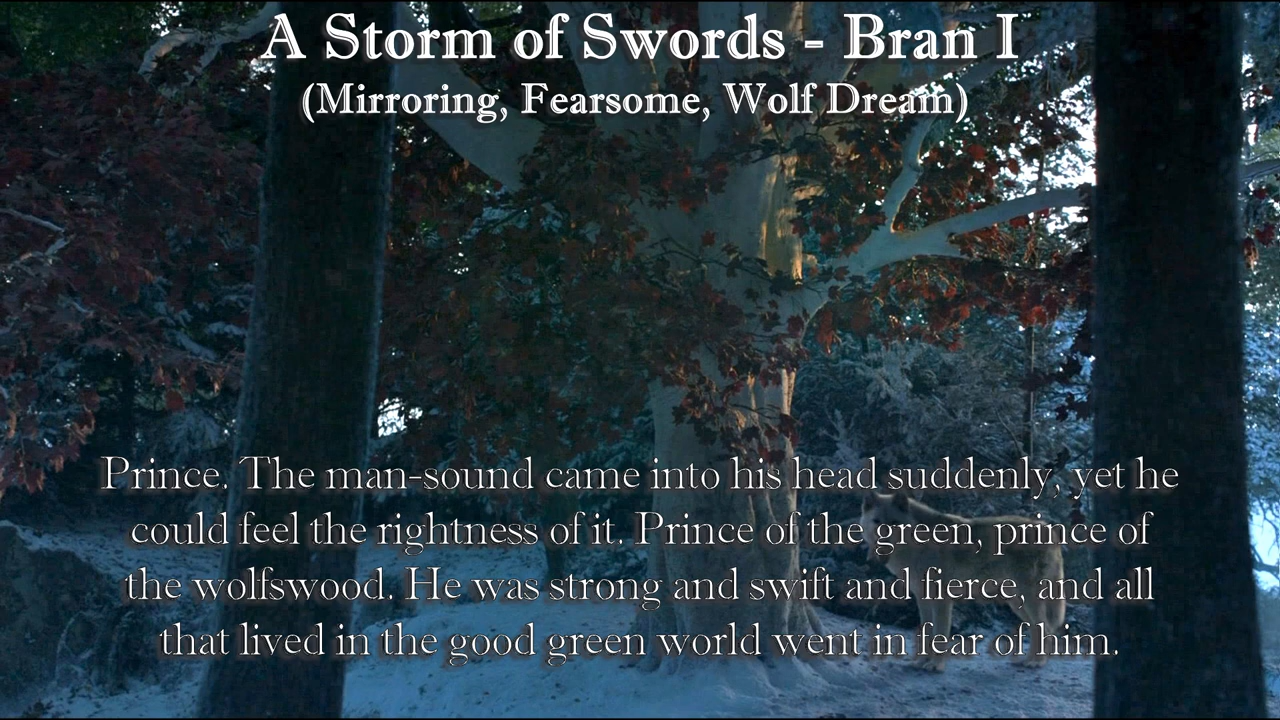 A Storm of Swords - Bran I
(Mirroring, Fearsome, Wolf Dream)
Prince. The man-sound came into his head suddenly, yet he
could feel the rightness of it. Prince of the green, prince of
the wolfswood. He was strong and swift and fierce, and all
that lived in the good green world went in fear of him.